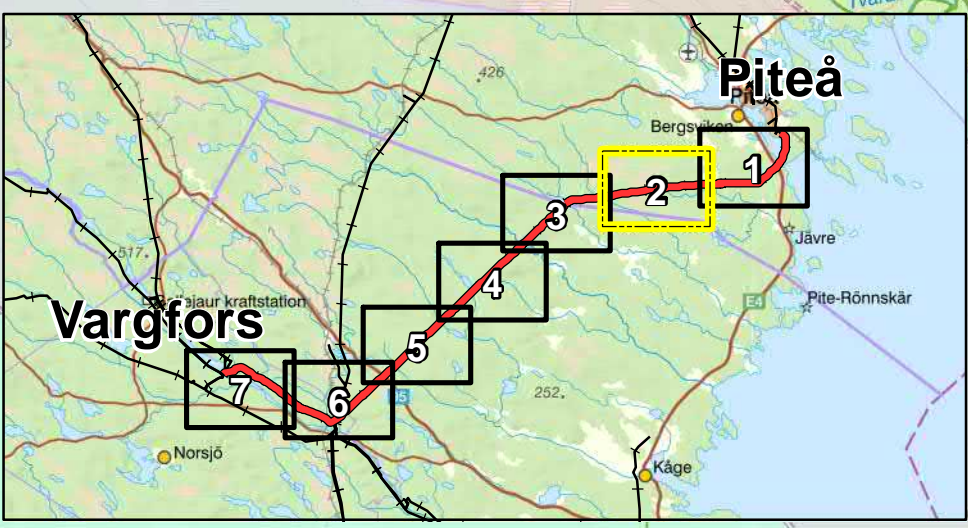 426
Piteå
Bergsviken
1
2
3
Jävre
517
4
E4
Pite-Rönnskär
kraftstation
Vargfors
5
6
7
252
Norsjö
Kåge